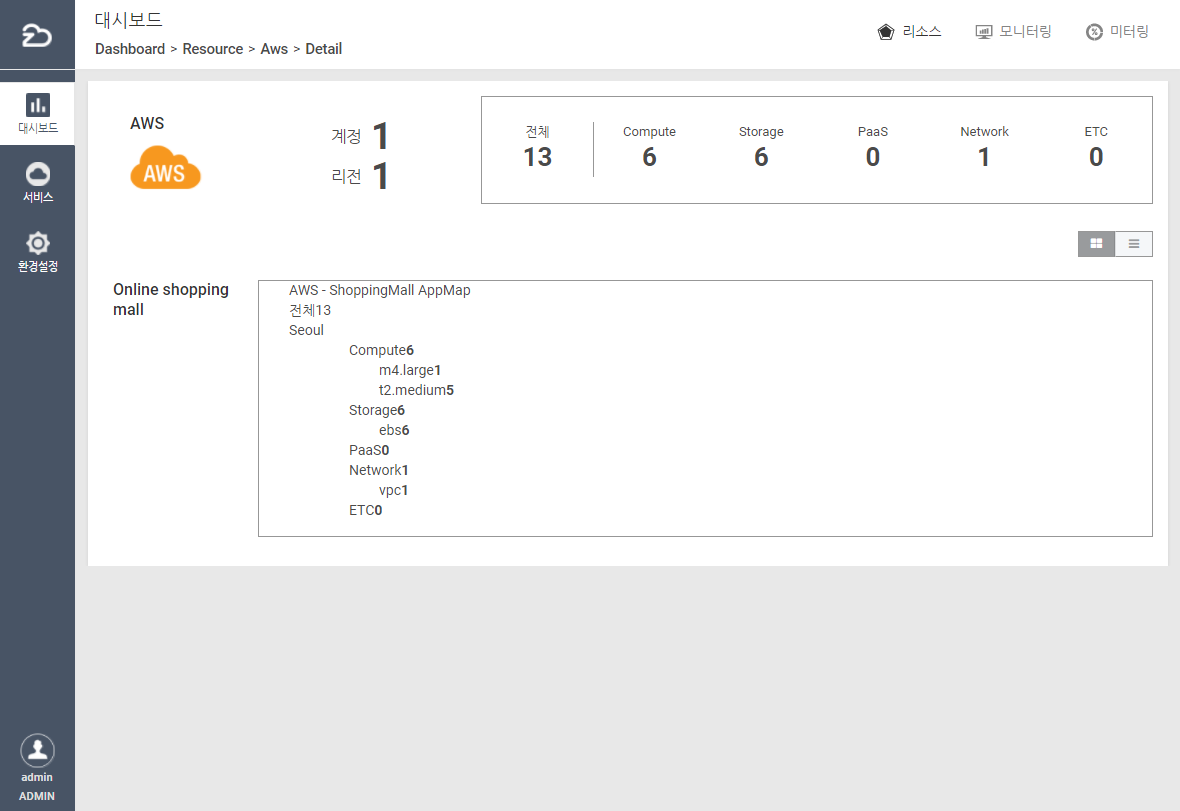 대시보드
Dashboard > Resource > Aws > Detail
리소스
모니터링
미터링
대시보드
서비스
환경설정
admin
ADMIN
AWS
AWS
계정 1
리전 1
전체 Compute Storage PaaS Network ETC
13 6 6 0 1 0
Online shopping
mall
AWS - ShoppingMall AppMap
전체13
Seoul
Compute6
m4.large1
t2.medium5
Storage6
ebs6
PaaS0
Network1
vpc1
ETC0